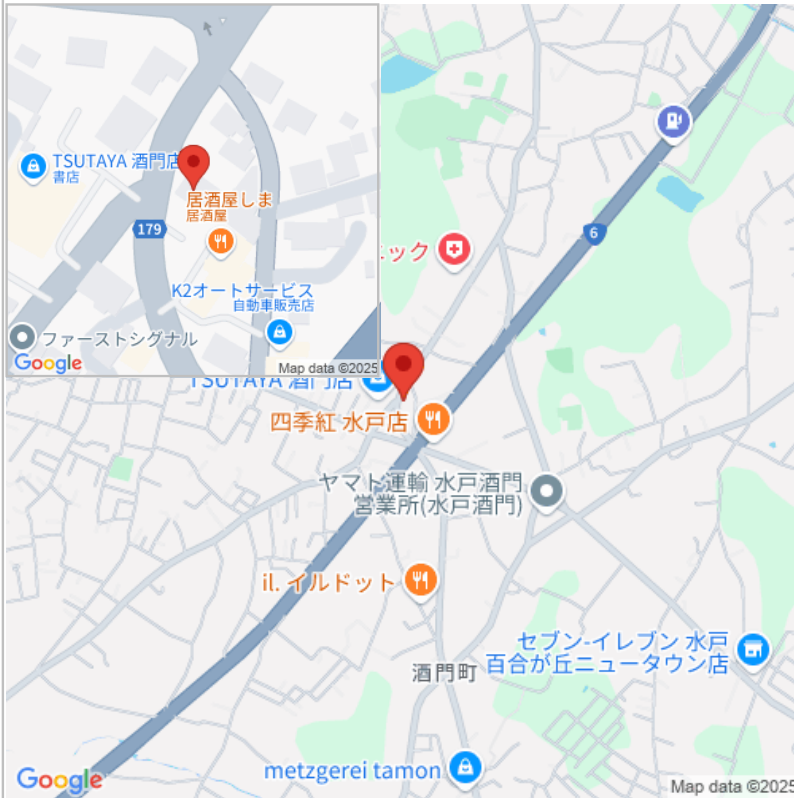 TSUTAYA 酒門店
書店
居酒屋しま
居酒屋
179
K2オートサービス
自動車販売店
ファーストシグナル
Google
Map data ©2025
6
ニック
TSUTAYA 酒門店
四季紅 水戸店
ヤマト運輸 水戸酒門
営業所(水戸酒門)
il. イルドット
セブン-イレブン 水戸
百合が丘ニュータウン店
酒門町
metzgerei tamon
Google
Map data ©2025